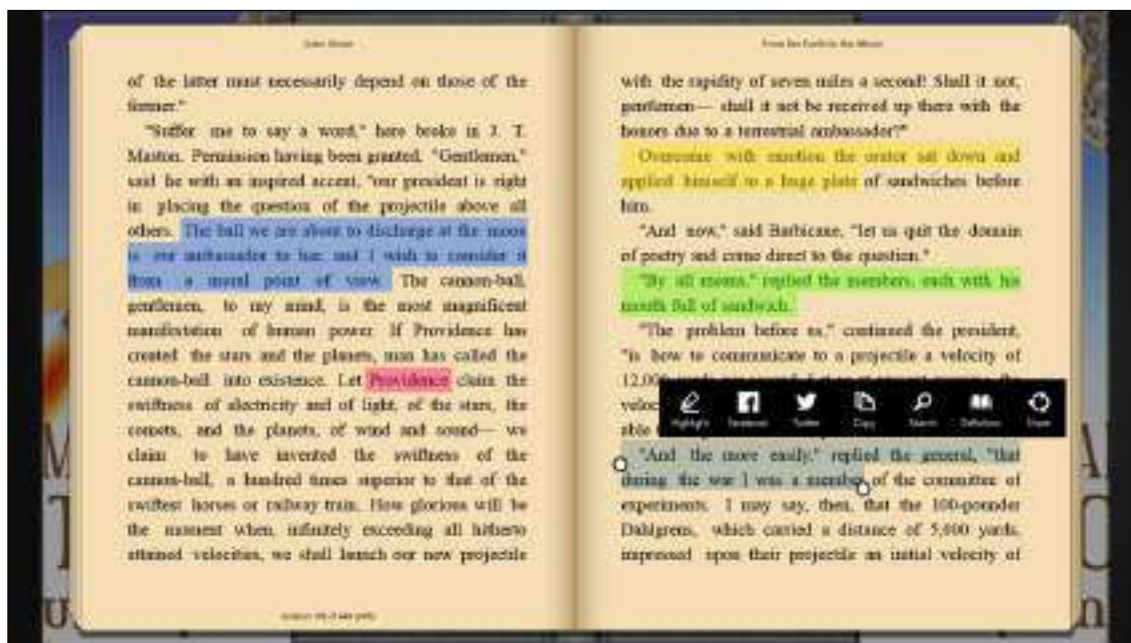 Jules Verne
of the latter must necessarily depend on those of the
former."
"Suffer me to say a word," here broke in J. T.
Maston. Permission having been granted, "Gentlemen,"
said he with an inspired accent, "our president is right
in placing the question of the projectile above all
others. The ball we are about to discharge at the moon
is our ambassador to her, and I wish to consider it
from a moral point of view. The cannon-ball,
gentlemen, to my mind, is the most magnificent
manifestation of human power. If Providence has
created the stars and the planets, man has called the
cannon-ball into existence. Let Providence claim the
swiftness of electricity and of light, of the stars, the
comets, and the planets, of wind and sound— we
claim to have invented the swiftness of the
cannon-ball, a hundred times superior to that of the
swiftest horses or railway train. How glorious will be
the moment when, infinitely exceeding all hitherto
attained velocities, we shall launch our new projectile
From the Earth to the Moon
with the rapidity of seven miles a second! Shall it not,
gentlemen— shall it not be received up there with the
honors due to a terrestrial ambassador?"
Overcome with emotion the orator sat down and
applied himself to a huge plate of sandwiches before
him.
"And now," said Barbicane, "let us quit the domain
of poetry and come direct to the question."
"By all means," replied the members, each with his
mouth full of sandwich.
"The problem before us," continued the president,
"is how to communicate to a projectile a velocity of
12,000
veloc
able
Highlight Facebook Twitter Copy Search Definition Share
"And the more easily," replied the general, "that
during the war I was a member of the committee of
experiments. I may say, then, that the 100-pounder
Dahlgrens, which carried a distance of 5,000 yards,
impressed upon their projectile an initial velocity of